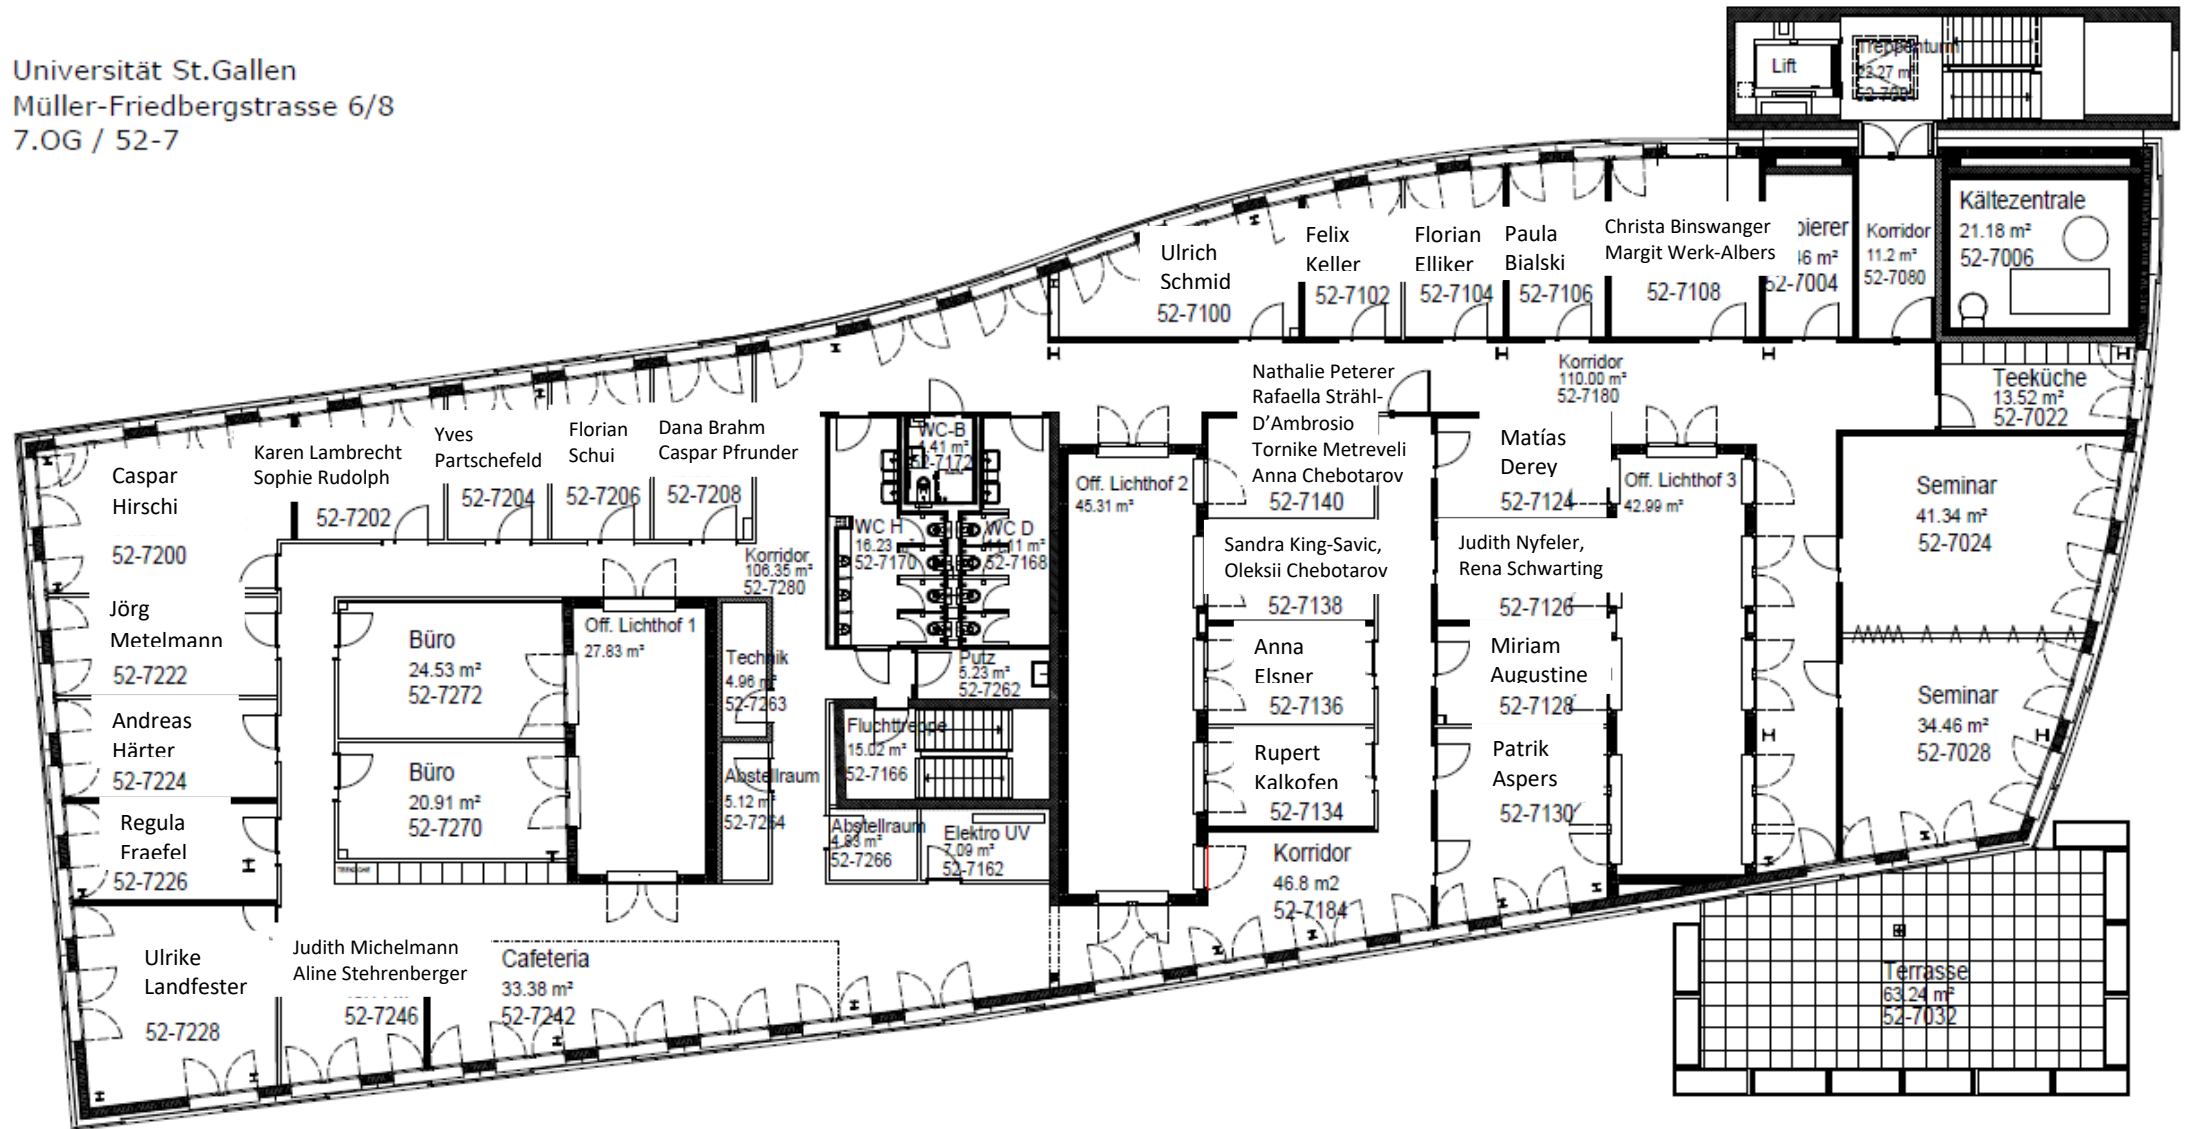 Universität St.Gallen
Müller-Friedbergstrasse 6/8
7.OG / 52-7
Lift
Treppenturm
22.27 m²
Kältezentrale
21.18 m²
52-7006
Korridor
11.2 m²
52-7080
52-7004
Christa Binswanger
Margit Werk-Albers
52-7108
Paula
Bialski
52-7106
Florian
Elliker
52-7104
Felix
Keller
52-7102
Ulrich
Schmid
52-7100
Korridor
110.00 m²
52-7180
Teeküche
13.52 m²
52-7022
Nathalie Peterer
Rafaella Strähl-
D’Ambrosio
Tornike Metreveli
Anna Chebotarov
52-7140
Matías
Derey
52-7124
Off. Lichthof 3
42.99 m²
Seminar
41.34 m²
52-7024
Off. Lichthof 2
45.31 m²
WC-B
52-7172
WC H
16.23
52-7170
WC D
52-7168
Dana Brahm
Caspar Pfrunder
52-7208
Florian
Schui
52-7206
Yves
Partschefeld
52-7204
Karen Lambrecht
Sophie Rudolph
52-7202
Caspar
Hirschi
52-7200
Korridor
106.35 m²
52-7280
Sandra King-Savic,
Oleksii Chebotarov
52-7138
Judith Nyfeler,
Rena Schwarting
52-7126
Jörg
Metelmann
52-7222
Büro
24.53 m²
52-7272
Off. Lichthof 1
27.83 m²
Technik
4.96 m²
52-7263
Putz
5.23 m²
52-7262
Anna
Elsner
52-7136
Miriam
Augustine
52-7128
Seminar
34.46 m²
52-7028
Andreas
Härter
52-7224
Büro
20.91 m²
52-7270
Abstellraum
5.12 m²
52-7264
Fluchttreppe
15.02 m²
52-7166
Rupert
Kalkofen
52-7134
Patrik
Aspers
52-7130
Regula
Fraefel
52-7226
Abstellraum
4.83 m²
52-7266
Elektro UV
7.09 m²
52-7162
Korridor
46.8 m2
52-7184
Ulrike
Landfester
52-7228
Judith Michelmann
Aline Stehrenberger
52-7246
Cafeteria
33.38 m²
52-7242
Terrasse
63.24 m²
52-7032